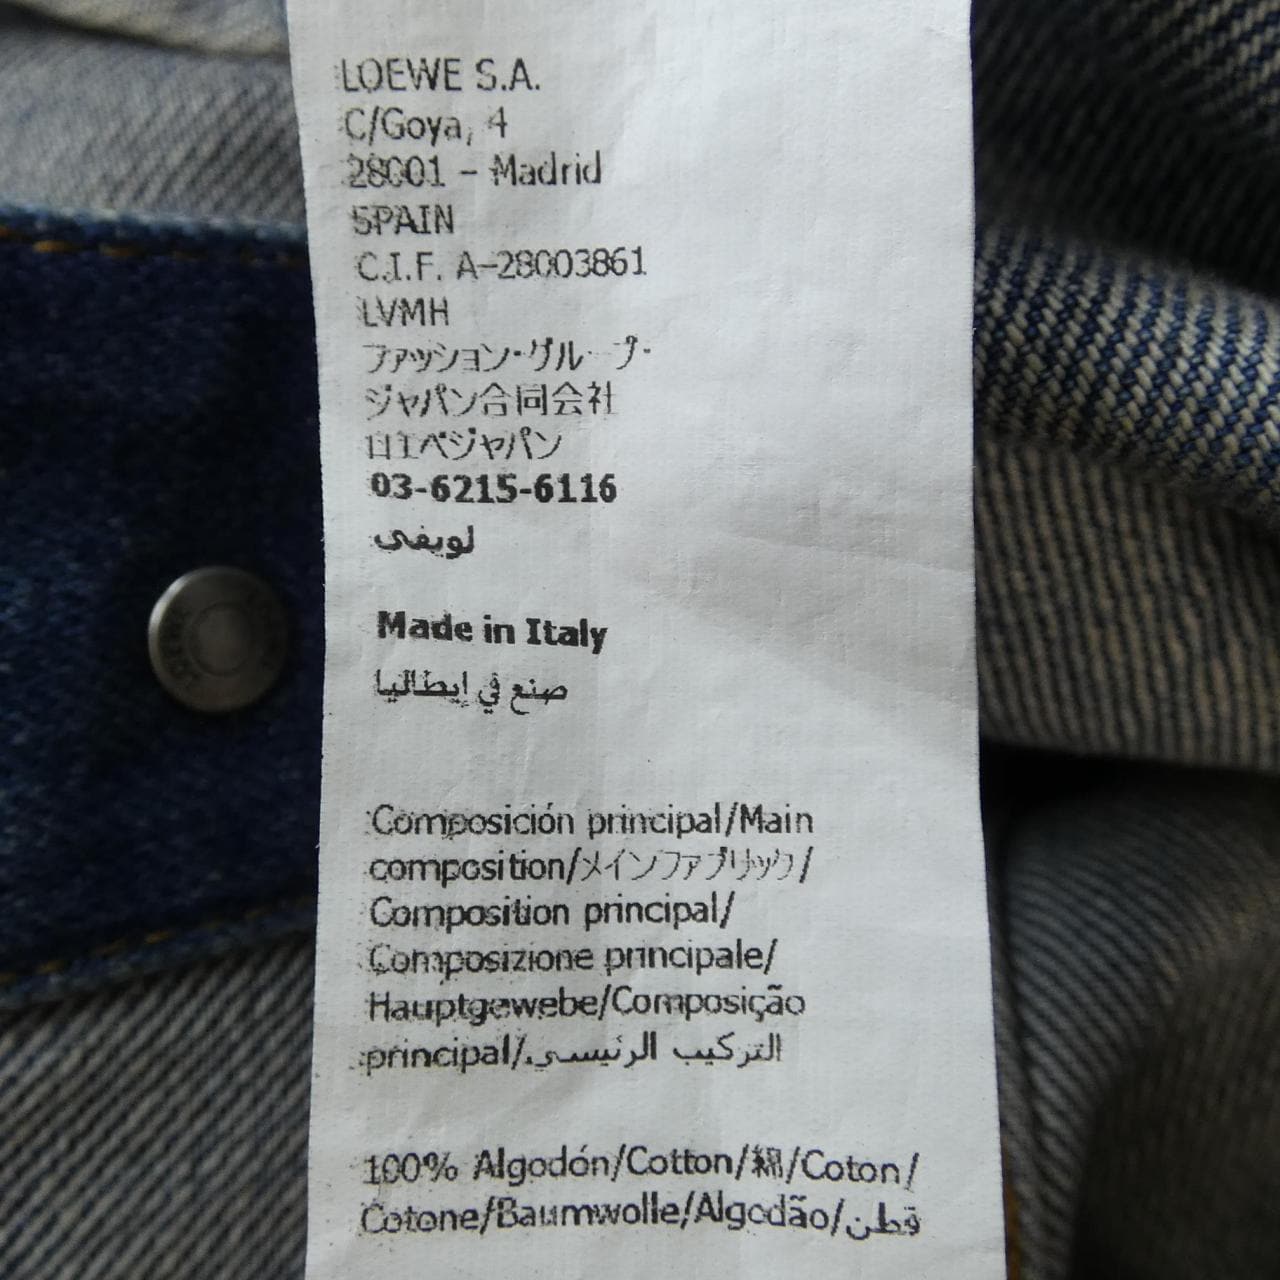 LOEWE S.A.
C/Goya, 4
28001 - Madrid
SPAIN
C.I.F. A-28003861
LVMH
ファッション・グループ・
ジャパン合同会社
ロエベジャパン
03-6215-6116
لويفي
Made in Italy
صنع في إيطاليا
Composición principal/Main
composition/メインファブリック/
Composition principal/
Composizione principale/
Hauptgewebe/Composição
principal/التركيب الرئيسي
100% Algodón/Cotton/綿/Coton/
Cotone/Baumwolle/Algodão/قطن